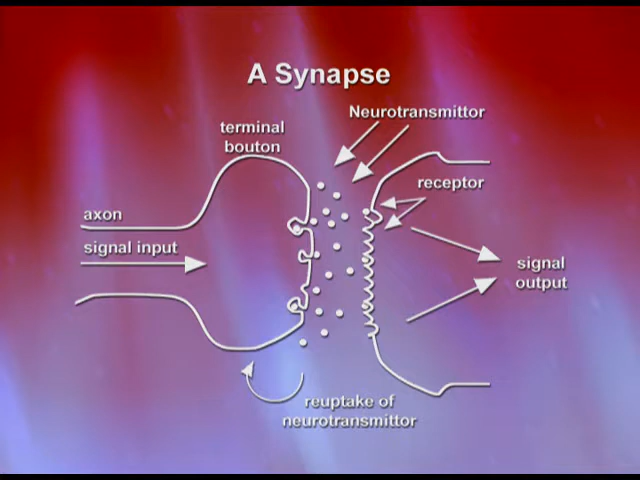 A Synapse
Neurotransmittor
terminal
bouton
receptor
axon
signal input
signal
output
reuptake of
neurotransmittor